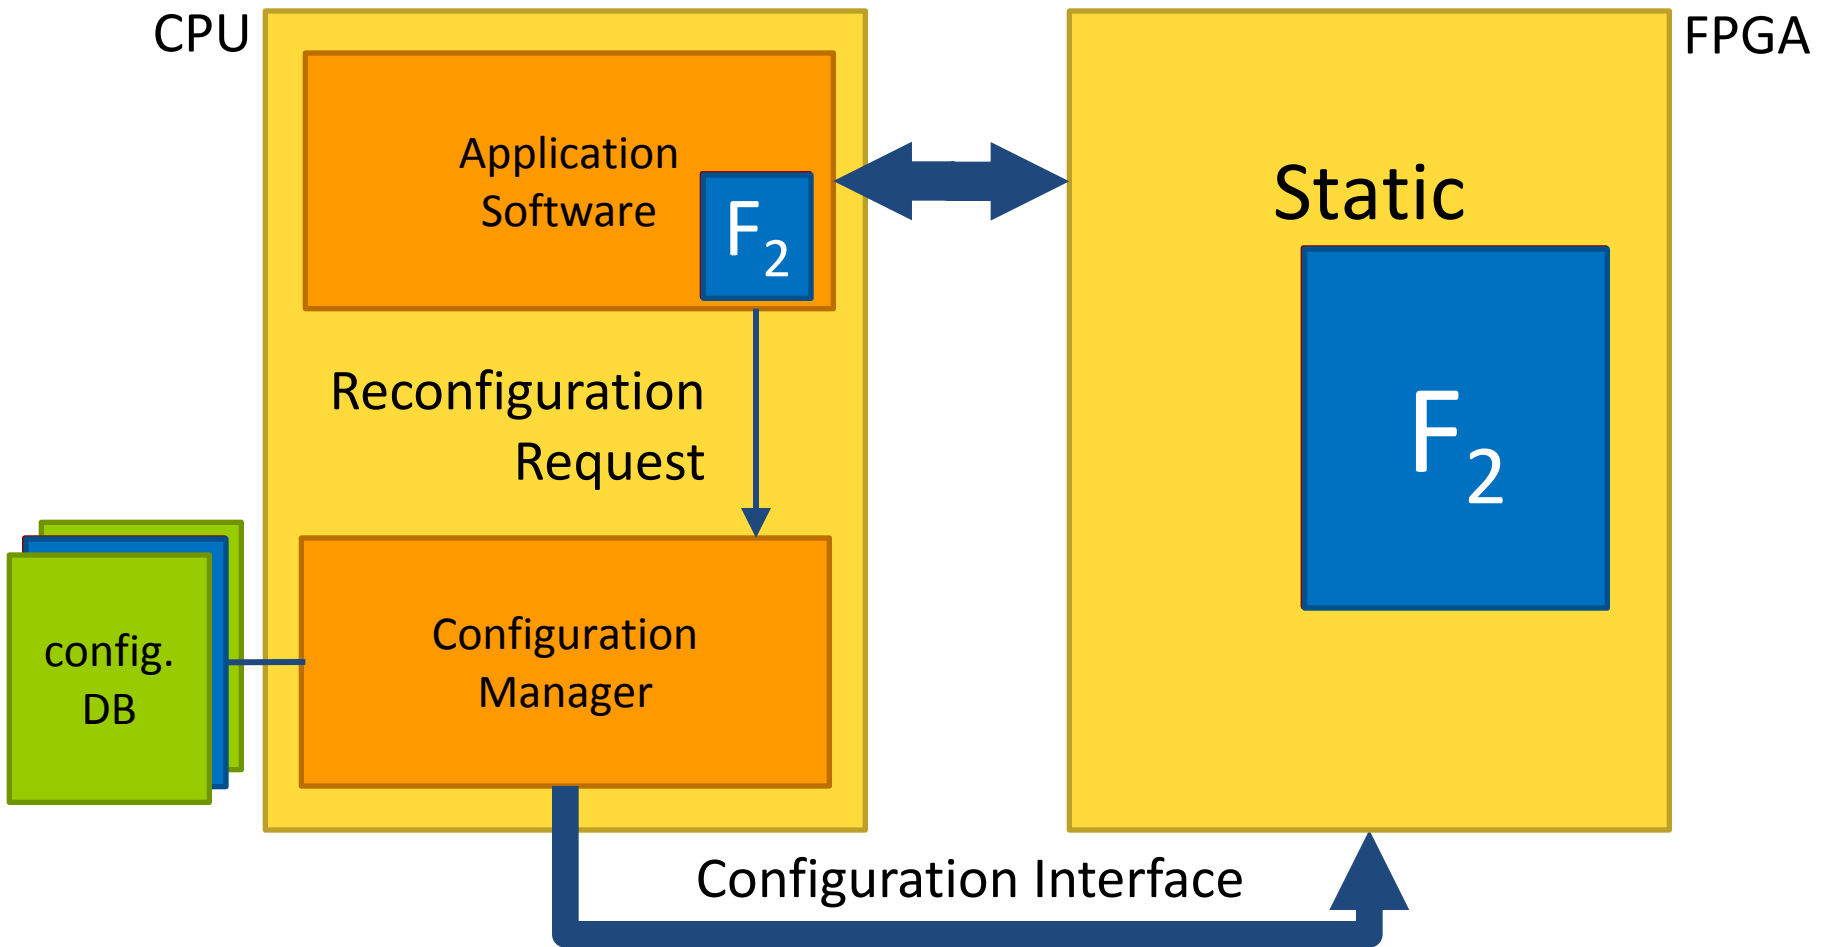 CPU
FPGA
Application
Software
F₂
Static
F₂
Reconfiguration
Request
config.
DB
Configuration
Manager
Configuration Interface